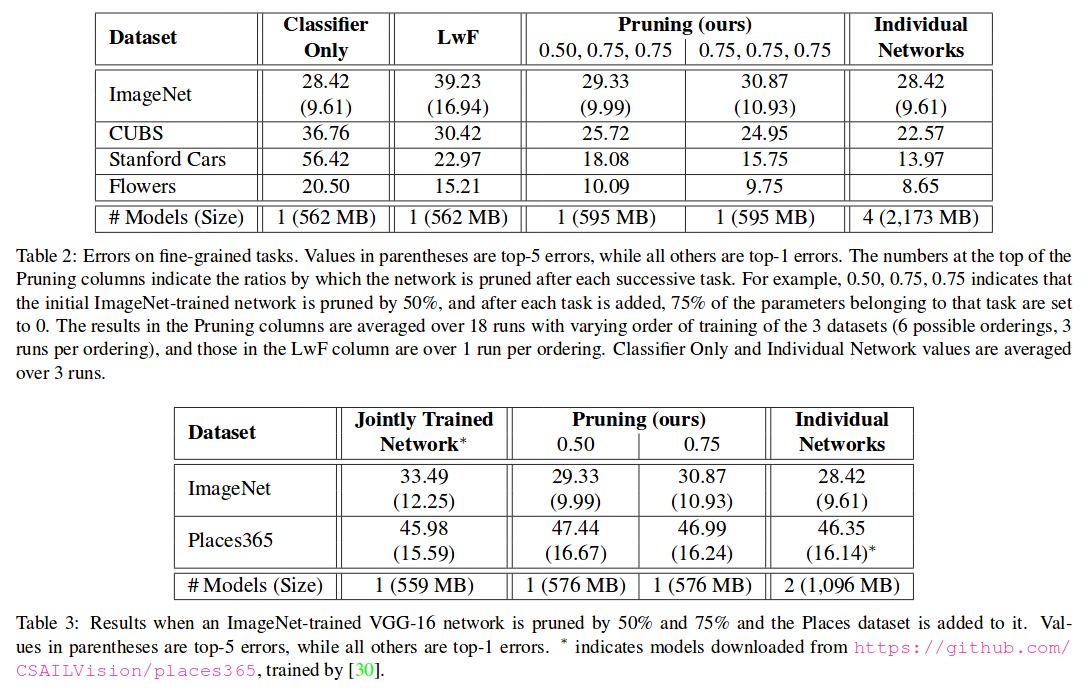 Dataset Classifier Only LwF Pruning (ours) Individual Networks
0.50, 0.75, 0.75 0.75, 0.75, 0.75
ImageNet 28.42 39.23 29.33 30.87 28.42
(9.61) (16.94) (9.99) (10.93) (9.61)
CUBS 36.76 30.42 25.72 24.95 22.57
Stanford Cars 56.42 22.97 18.08 15.75 13.97
Flowers 20.50 15.21 10.09 9.75 8.65
# Models (Size) 1 (562 MB) 1 (562 MB) 1 (595 MB) 1 (595 MB) 4 (2,173 MB)
Table 2: Errors on fine-grained tasks. Values in parentheses are top-5 errors, while all others are top-1 errors. The numbers at the top of the
Pruning columns indicate the ratios by which the network is pruned after each successive task. For example, 0.50, 0.75, 0.75 indicates that
the initial ImageNet-trained network is pruned by 50%, and after each task is added, 75% of the parameters belonging to that task are set
to 0. The results in the Pruning columns are averaged over 18 runs with varying order of training of the 3 datasets (6 possible orderings, 3
runs per ordering), and those in the LwF column are over 1 run per ordering. Classifier Only and Individual Network values are averaged
over 3 runs.
Dataset Jointly Trained Network* Pruning (ours) Individual Networks
0.50 0.75
ImageNet 33.49 29.33 30.87 28.42
(12.25) (9.99) (10.93) (9.61)
Places365 45.98 47.44 46.99 46.35
(15.59) (16.67) (16.24) (16.14)*
# Models (Size) 1 (559 MB) 1 (576 MB) 1 (576 MB) 2 (1,096 MB)
Table 3: Results when an ImageNet-trained VGG-16 network is pruned by 50% and 75% and the Places dataset is added to it. Val-
ues in parentheses are top-5 errors, while all others are top-1 errors. * indicates models downloaded from https://github.com/
CSAILVision/places365, trained by [30].